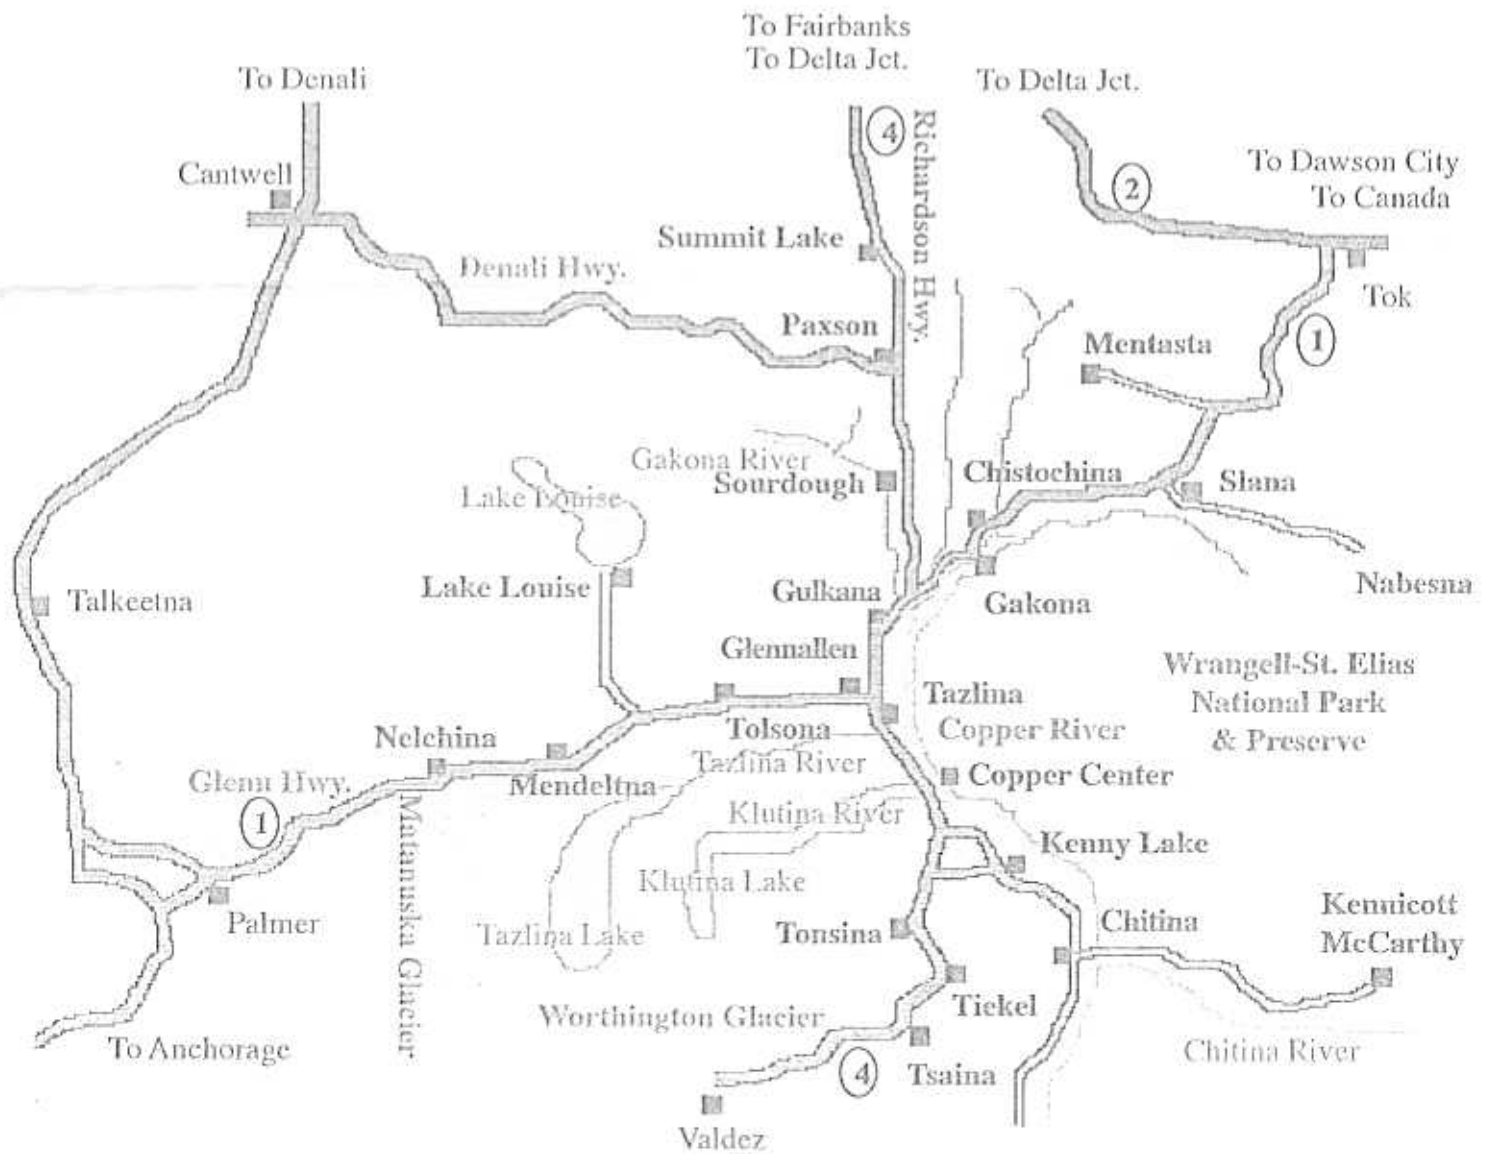 To Fairbanks
To Delta Jct.
To Denali
To Delta Jct.
4
Richardson Hwy.
2
To Dawson City
To Canada
Cantwell
Summit Lake
Denali Hwy.
Tok
Paxson
Mentasta
1
Gakona River
Sourdough
Chistochina
Slana
Lake Louise
Lake Louise
Nabesna
Talkeetna
Gulkana
Gakona
Glennallen
Wrangell-St. Elias
National Park
& Preserve
Tazlina
Copper River
Nelchina
Tolsona
Tazlina River
Copper Center
Glenn Hwy.
1
Mendeltna
Klutina River
Kenny Lake
Matanuska Glacier
Klutina Lake
Palmer
Tazlina Lake
Tonsina
Chitina
Kennicott
McCarthy
Tiekel
Worthington Glacier
To Anchorage
Chitina River
4
Tsaina
Valdez